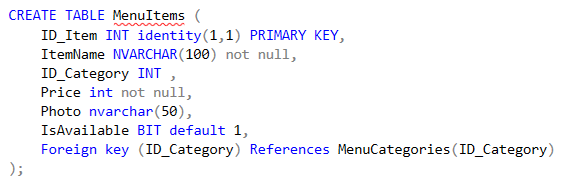 CREATE TABLE MenuItems (
ID_Item INT identity(1,1) PRIMARY KEY,
ItemName NVARCHAR(100) not null,
ID_Category INT ,
Price int not null,
Photo nvarchar(50),
IsAvailable BIT default 1,
Foreign key (ID_Category) References MenuCategories(ID_Category)
);